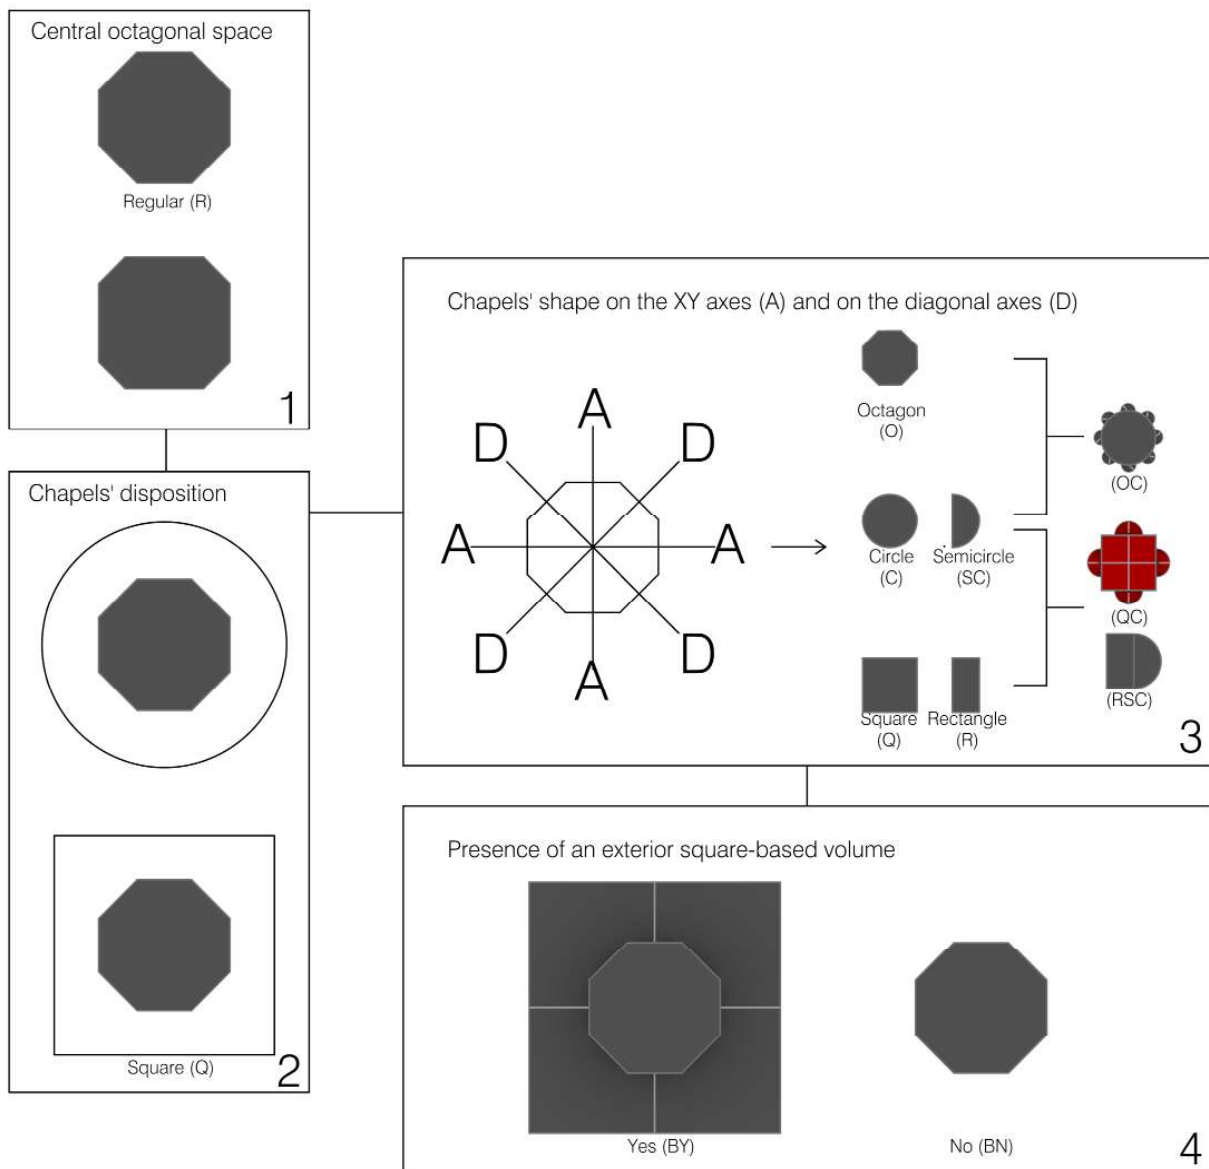 Central octagonal space
Regular (R)
1
Chapels' disposition
Square (Q)
2
Chapels' shape on the XY axes (A) and on the diagonal axes (D)
A
D
D
A
A
D
D
A
Octagon
(O)
(OC)
Circle
(C)
Semicircle
(SC)
(QC)
(RSC)
Square
(Q)
Rectangle
(R)
3
Presence of an exterior square-based volume
Yes (BY)
No (BN)
4